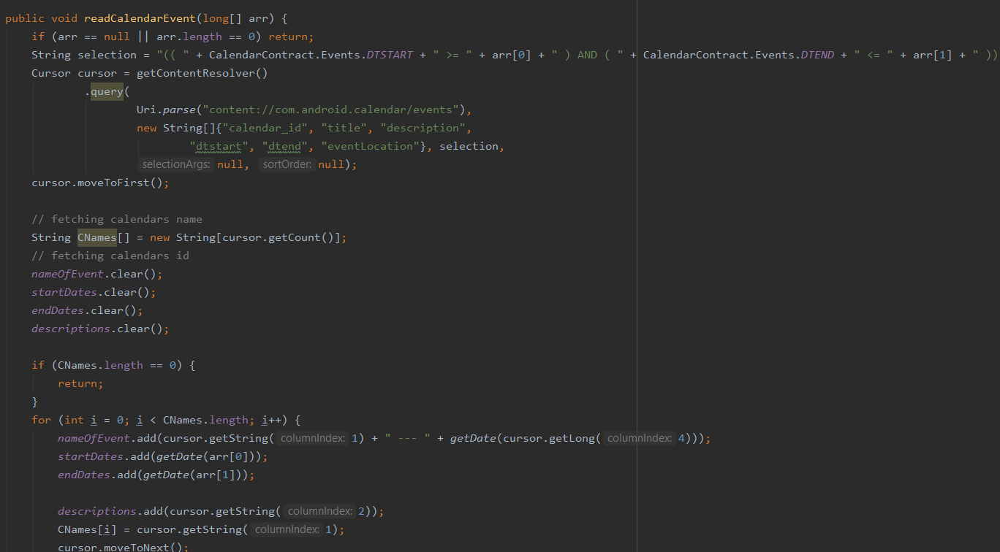 public void readCalendarEvent(long[] arr) {
if (arr == null || arr.length == 0) return;
String selection = "(( " + CalendarContract.Events.DTSTART + " >= " + arr[0] + " ) AND ( " + CalendarContract.Events.DTEND + " <= " + arr[1] + " ))
Cursor cursor = getContentResolver()
.query(
Uri.parse("content://com.android.calendar/events"),
new String[]{"calendar_id", "title", "description",
"dtstart", "dtend", "eventLocation"}, selection,
selectionArgs: null, sortOrder: null);
cursor.moveToFirst();
// fetching calendars name
String CNames[] = new String[cursor.getCount()];
// fetching calendars id
nameOfEvent.clear();
startDates.clear();
endDates.clear();
descriptions.clear();
if (CNames.length == 0) {
return;
}
for (int i = 0; i < CNames.length; i++) {
nameOfEvent.add(cursor.getString( columnIndex: 1) + " --- " + getDate(cursor.getLong( columnIndex: 4)));
startDates.add(getDate(arr[0]));
endDates.add(getDate(arr[1]));
descriptions.add(cursor.getString( columnIndex: 2));
CNames[i] = cursor.getString( columnIndex: 1);
cursor.moveToNext();